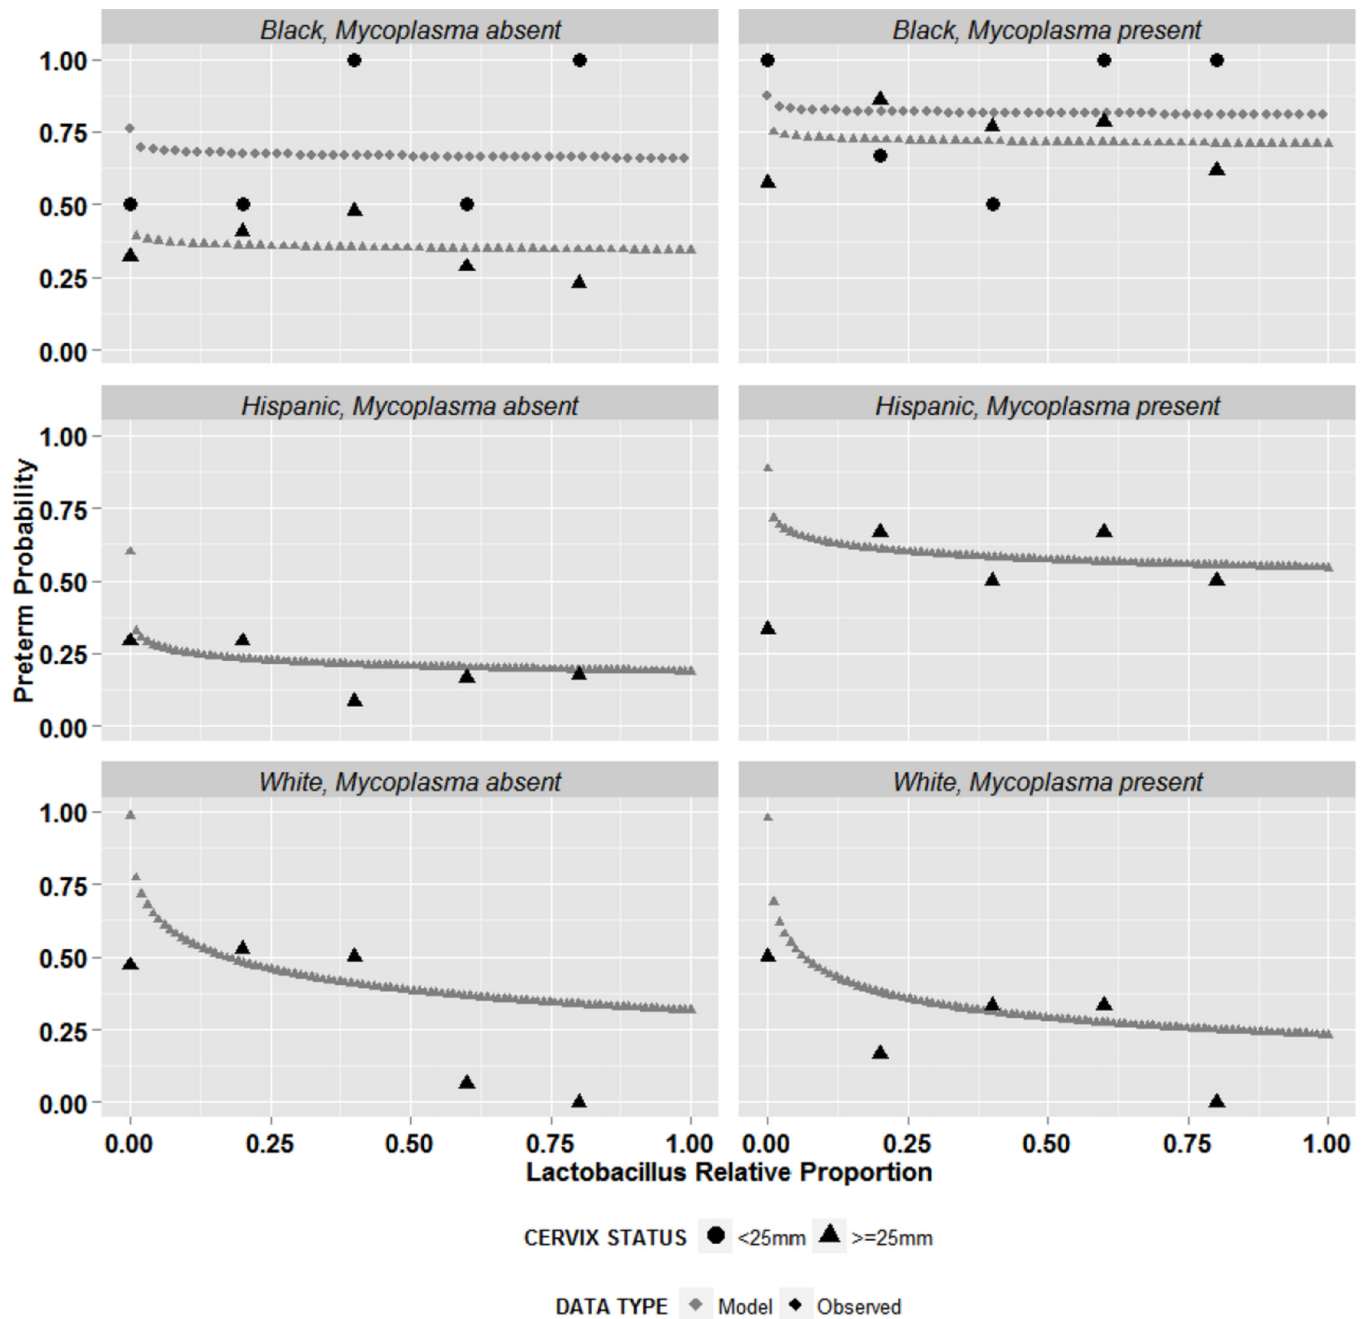 Black, Mycoplasma absent
Black, Mycoplasma present
1.00
0.75
0.50
0.25
0.00
Hispanic, Mycoplasma absent
Hispanic, Mycoplasma present
1.00
0.75
0.50
0.25
0.00
Preterm Probability
White, Mycoplasma absent
White, Mycoplasma present
1.00
0.75
0.50
0.25
0.00
0.00 0.25 0.50 0.75 1.00 0.00 0.25 0.50 0.75 1.00
Lactobacillus Relative Proportion
CERVIX STATUS <25mm >=25mm
DATA TYPE Model Observed